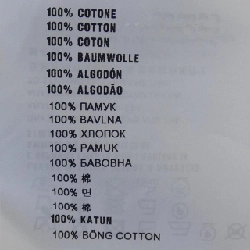 100% COTONE
100% COTTON
100% COTON
100% BAUMWOLLE
100% ALGODÓN
100% ALGODÃO
100% ПАМУК
100% BAVLNA
100% ХЛОПОК
100% PAMUK
100% БАВОВНА
100% 棉
100% 면
100% 棉
100% KATUN
100% BÔNG COTTON